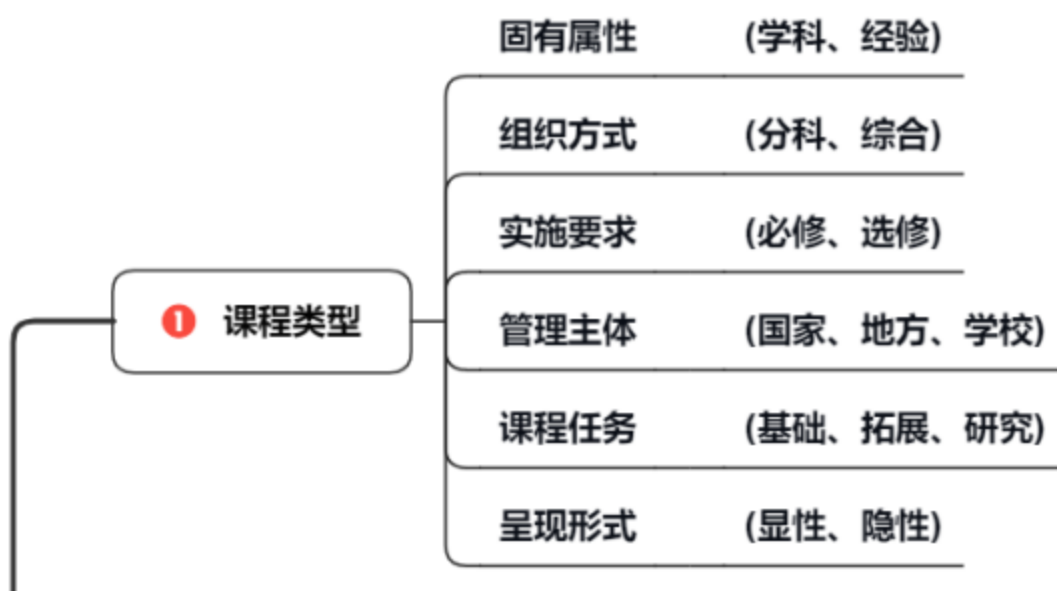 固有属性 (学科、经验)
组织方式 (分科、综合)
实施要求 (必修、选修)
1 课程类型
管理主体 (国家、地方、学校)
课程任务 (基础、拓展、研究)
呈现形式 (显性、隐性)